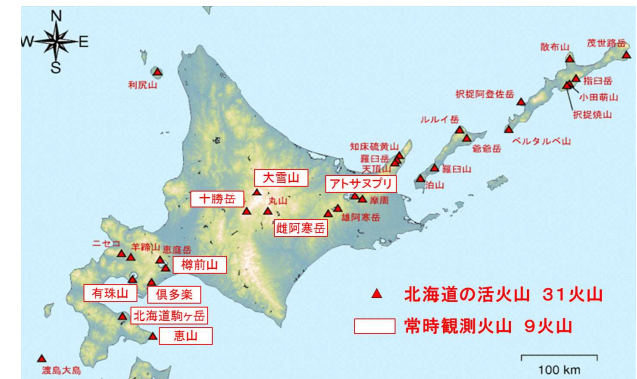 N
W E
S
利尻山
茂世路岳
散布山
指臼岳
小田萌山
択捉焼山
択捉阿登佐岳
ベルタルベ山
ルルイ岳
爺爺岳
羅臼山
泊山
知床硫黄山
羅臼岳
天頂山
アトサヌプリ
摩周
雄阿寒岳
雌阿寒岳
大雪山
十勝岳
丸山
ニセコ
羊蹄山
恵庭岳
樽前山
有珠山
倶多楽
北海道駒ヶ岳
恵山
渡島大島
北海道の活火山 31火山
常時観測火山 9火山
100 km